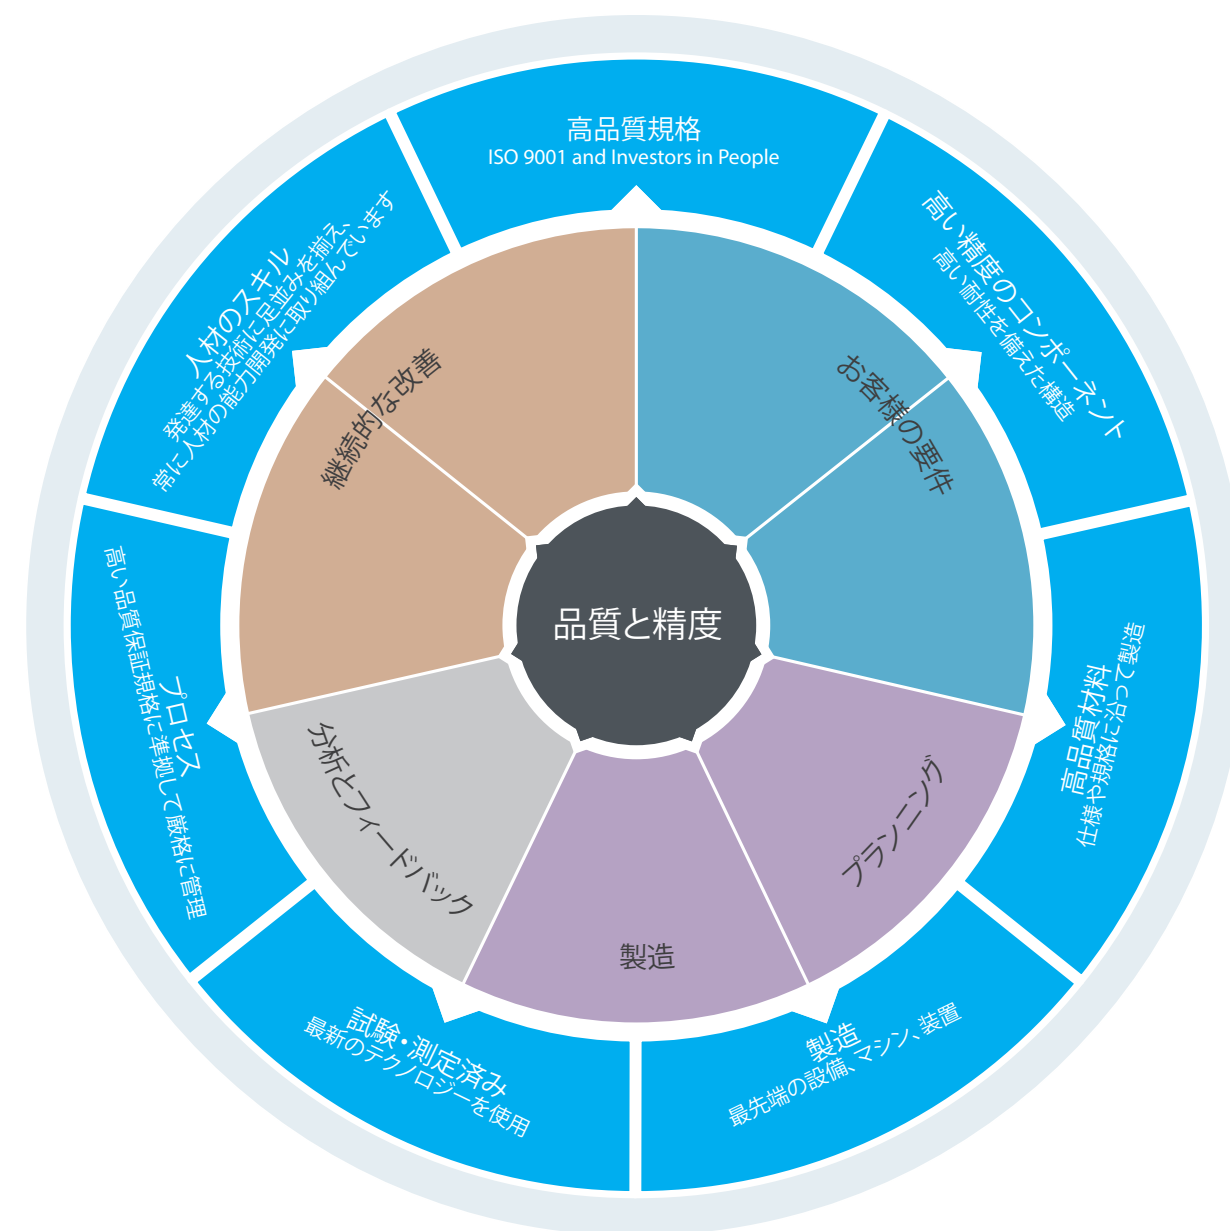 高品質規格
ISO 9001 and Investors in People
高い精度のコンポーネント
高い耐性を備えた構造
高品質材料
仕様や規格に沿って製造
製造
最先端の設備、マシン、装置
試験・測定済み
最新のテクノロジーを使用
プロセス
高い品質保証規格に準拠して厳格に管理
人材のスキル
発達する技術に足並みを揃え、
常に人材の能力開発に取り組んでいます
お客様の要件
プランニング
製造
分析とフィードバック
継続的な改善
品質と精度